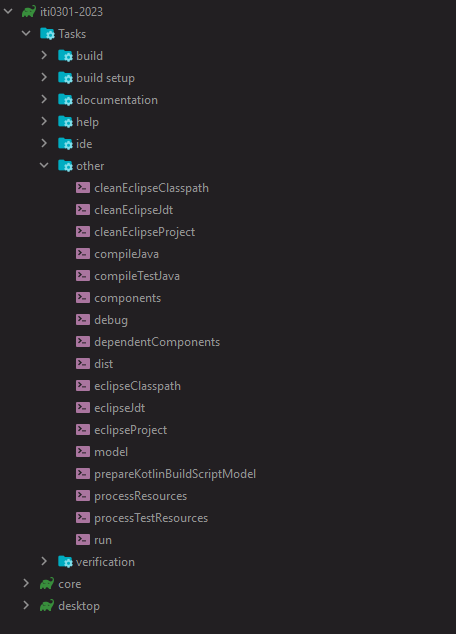 iti0301-2023
Tasks
build
build setup
documentation
help
ide
other
cleanEclipseClasspath
cleanEclipseJdt
cleanEclipseProject
compileJava
compileTestJava
components
debug
dependentComponents
dist
eclipseClasspath
eclipseJdt
eclipseProject
model
prepareKotlinBuildScriptModel
processResources
processTestResources
run
verification
core
desktop